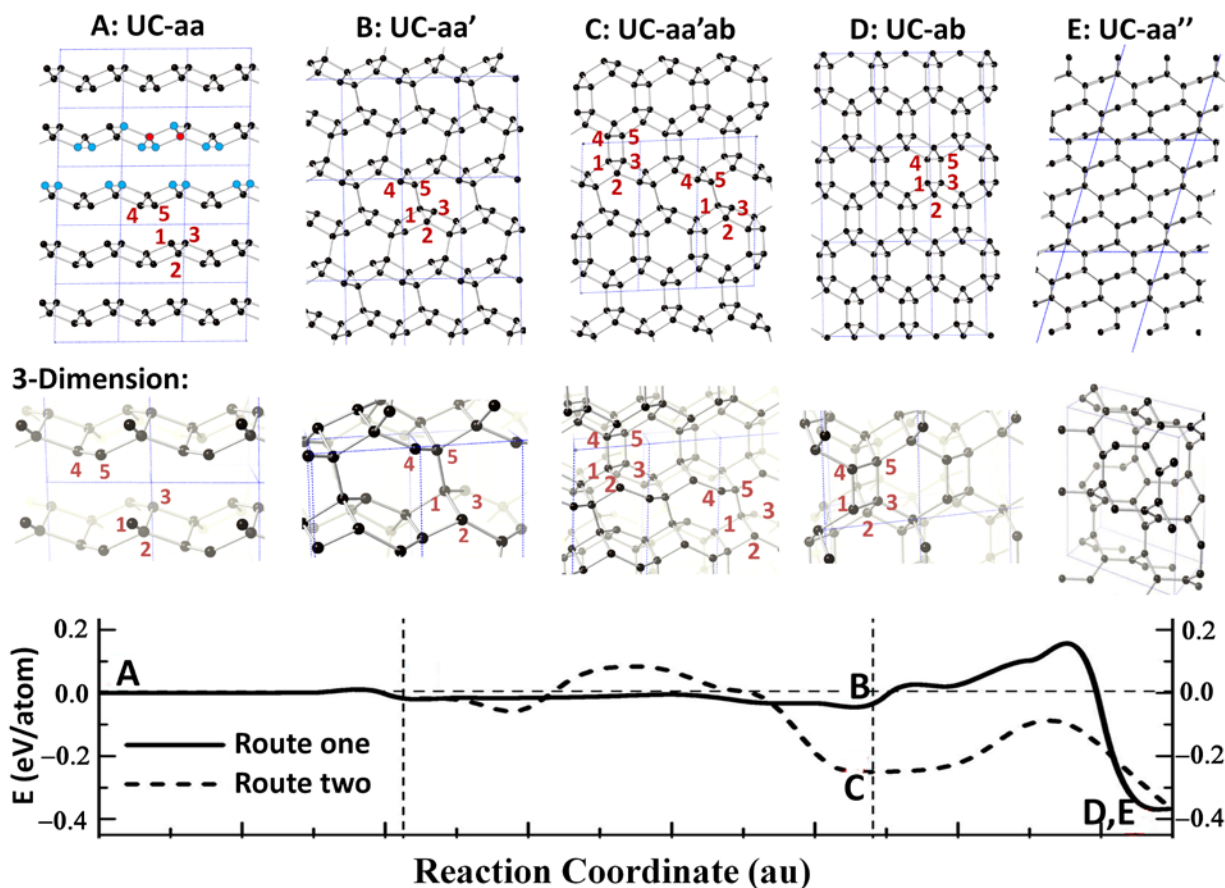 A: UC-aa
B: UC-aa’
C: UC-aa’ab
D: UC-ab
E: UC-aa’’
4 5
1 3
2
4 5
1 3
2
4 5
1 3
2
4 5
1 3
2
4 5
1 3
2
3-Dimension:
4 5
3
1
2
4 5
1 3
2
4 5
1 3
2
4 5
1 3
2
4 5
1 3
2
0.2
0.0
−0.2
−0.4
E (eV/atom)
A
B
C
D,E
Route one
Route two
0.2
0.0
−0.2
−0.4
Reaction Coordinate (au)